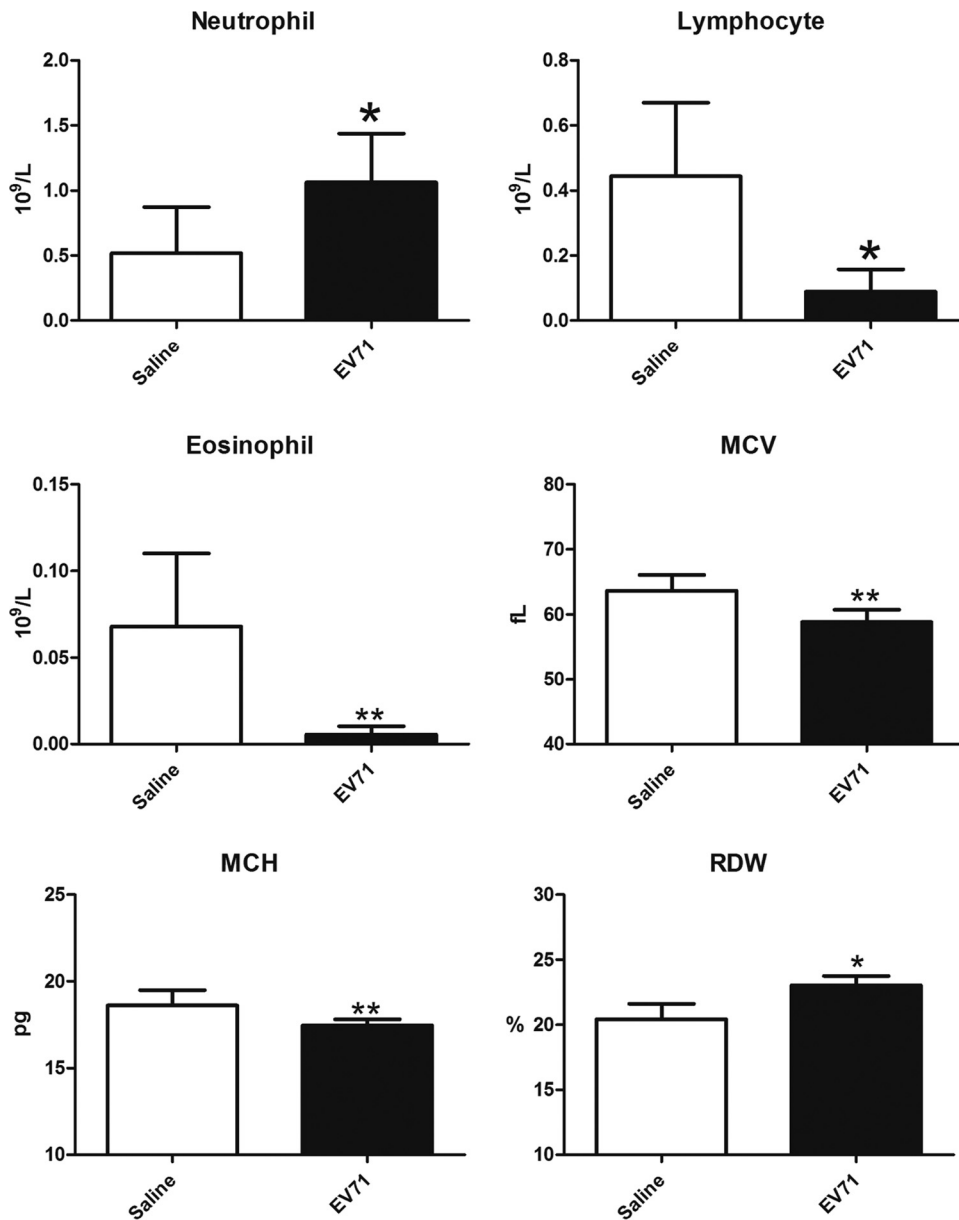 Neutrophil
2.0
1.5
1.0
0.5
0.0
10⁹/L
*
Saline
EV71
Lymphocyte
0.8
0.6
0.4
0.2
0.0
10⁹/L
*
Saline
EV71
Eosinophil
0.15
0.10
0.05
0.00
10⁹/L
**
Saline
EV71
MCV
80
70
60
50
40
fL
**
Saline
EV71
MCH
25
20
15
10
pg
**
Saline
EV71
RDW
30
25
20
15
10
%
*
Saline
EV71